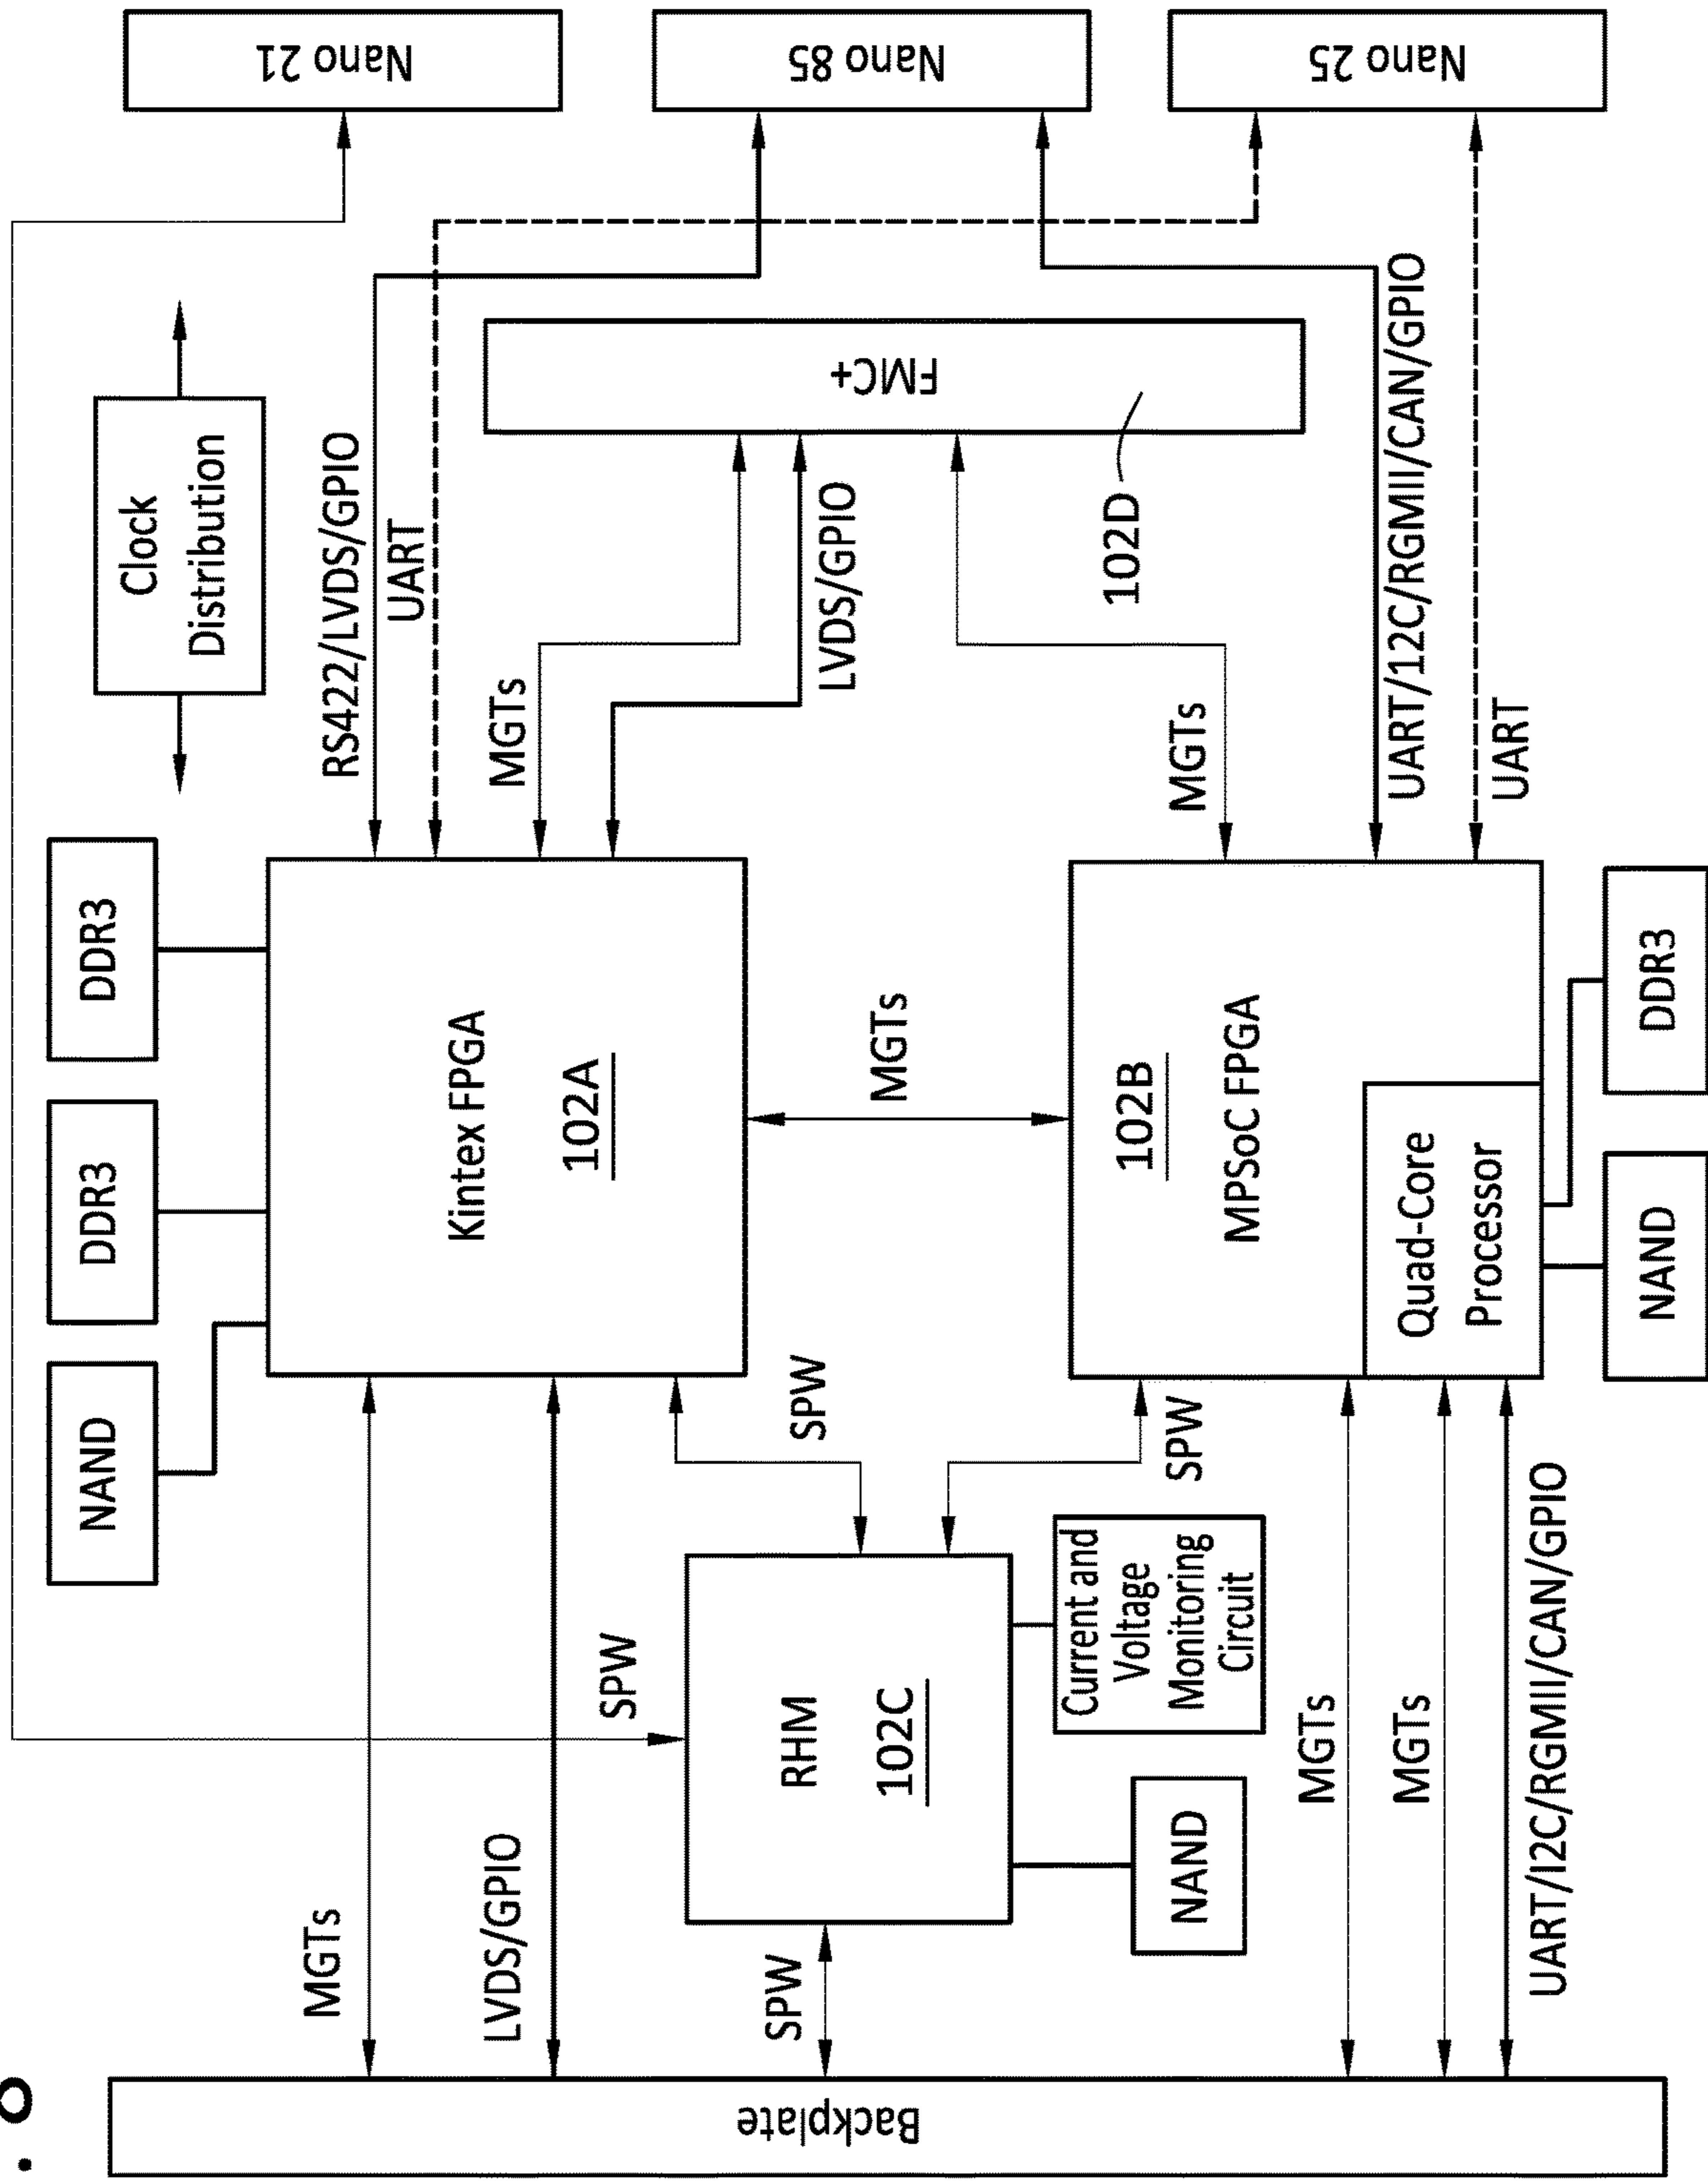 NAND
DDR3
DDR3
Clock
Distribution
Nano 21
MGTs
LVDS/GPIO
SPW
Kintex FPGA
102A
RS422/LVDS/GPIO
UART
MGTs
LVDS/GPIO
FMC+
102D
Nano 85
Backplate
SPW
RHM
102C
SPW
SPW
MGTs
NAND
Current and
Voltage
Monitoring
Circuit
102B
MPSoC FPGA
Quad-Core
Processor
MGTs
UART/12C/RGMII/CAN/GPIO
UART
Nano 25
MGTs
MGTs
UART/I2C/RGMII/CAN/GPIO
NAND
DDR3